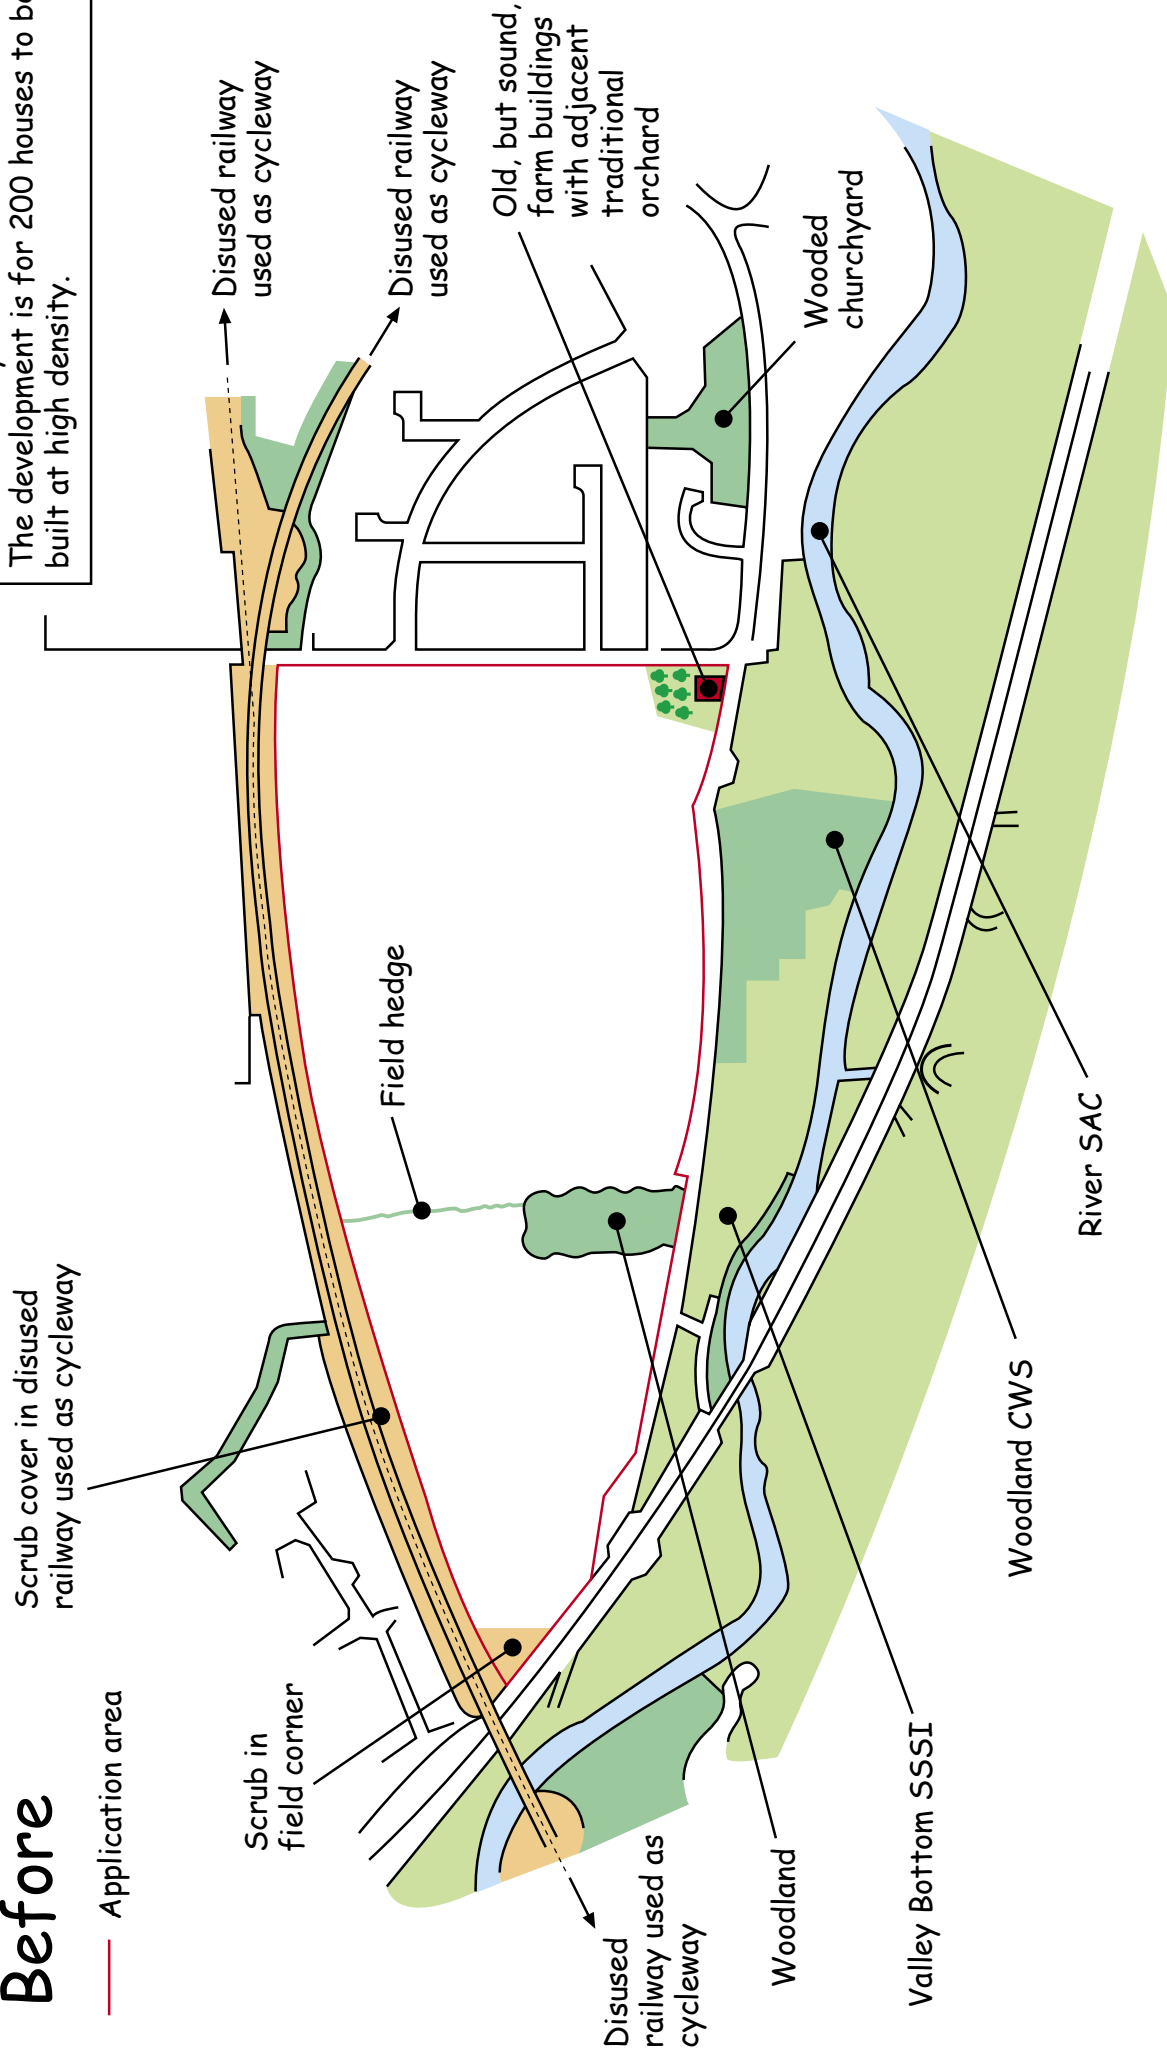 Before
Application area
The development is for 200 houses to be
built at high density.
Scrub cover in disused
railway used as cycleway
Disused railway
used as cycleway
Disused railway
used as cycleway
Old, but sound,
farm buildings
with adjacent
traditional
orchard
Wooded
churchyard
Field hedge
Scrub in
field corner
Disused
railway used as
cycleway
Woodland
Valley Bottom SSSI
Woodland CWS
River SAC